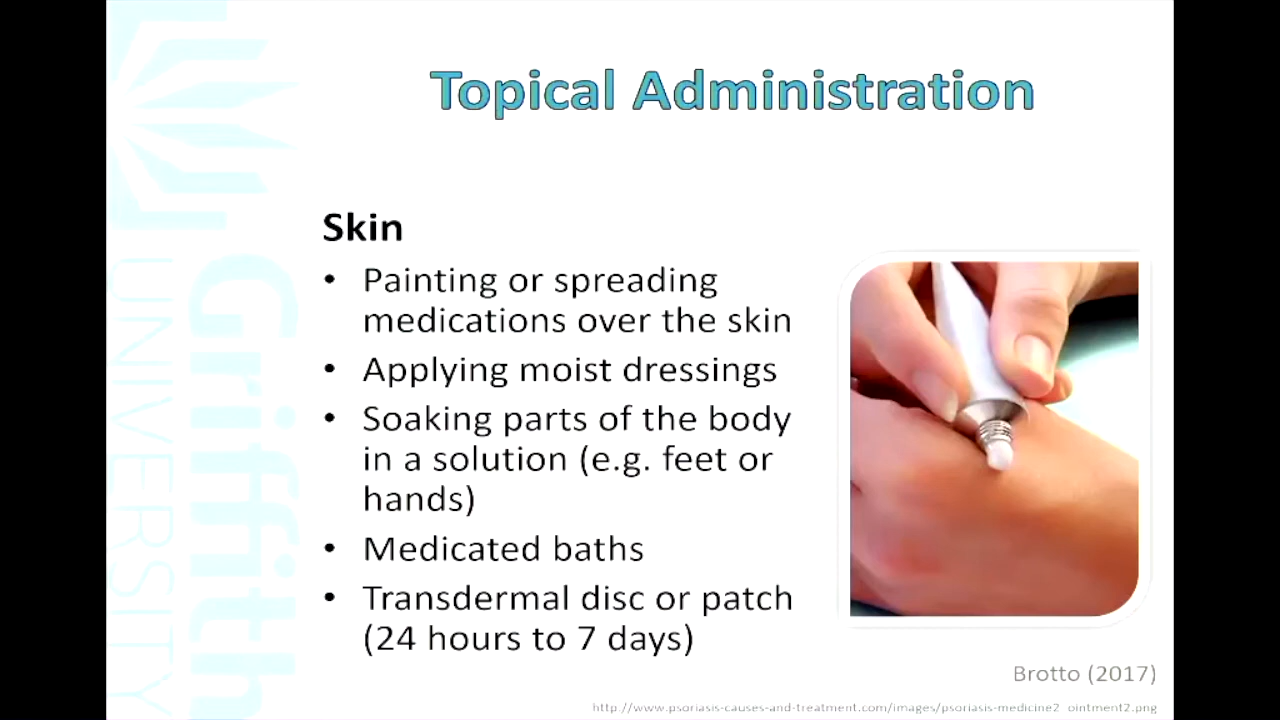 Topical Administration
Skin
• Painting or spreading
medications over the skin
• Applying moist dressings
• Soaking parts of the body
in a solution (e.g. feet or
hands)
• Medicated baths
• Transdermal disc or patch
(24 hours to 7 days)
Brotto (2017)
http://www.psoriasis-causes-and-treatment.com/images/psoriasis-medicine2_ointment2.png
Griffith
UNIVERSITY